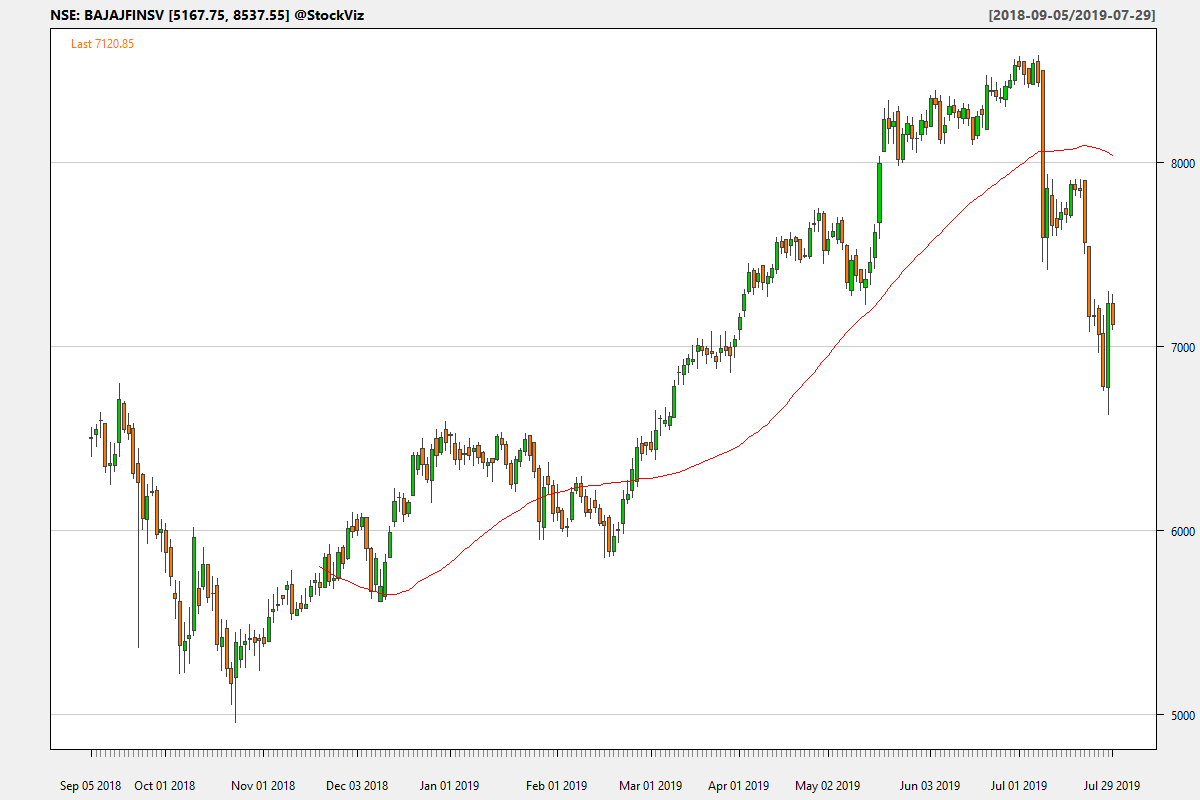 NSE: BAJAJFINSV [5167.75, 8537.55] @StockViz
[2018-09-05/2019-07-29]
Last 7120.85
8000
7000
6000
5000
Sep 05 2018 Oct 01 2018 Nov 01 2018 Dec 03 2018 Jan 01 2019 Feb 01 2019 Mar 01 2019 Apr 01 2019 May 02 2019 Jun 03 2019 Jul 01 2019 Jul 29 2019